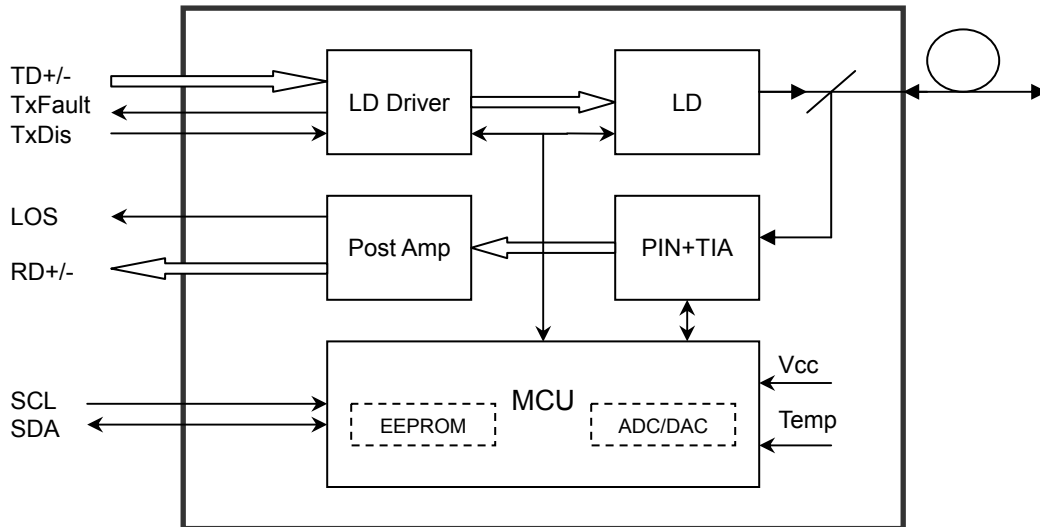 TD+/-
TxFault
TxDis
LD Driver
LD
LOS
RD+/-
Post Amp
PIN+TIA
SCL
SDA
MCU
EEPROM
ADC/DAC
Vcc
Temp